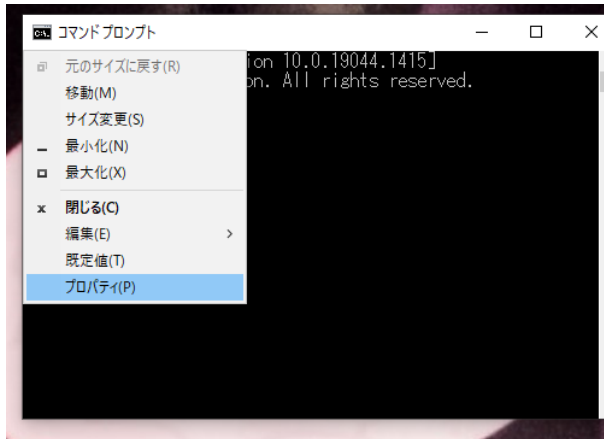 コマンド プロンプト
ion 10.0.19044.1415]
on. All rights reserved.
元のサイズに戻す(R)
移動(M)
サイズ変更(S)
最小化(N)
最大化(X)
閉じる(C)
編集(E)
既定値(T)
プロパティ(P)